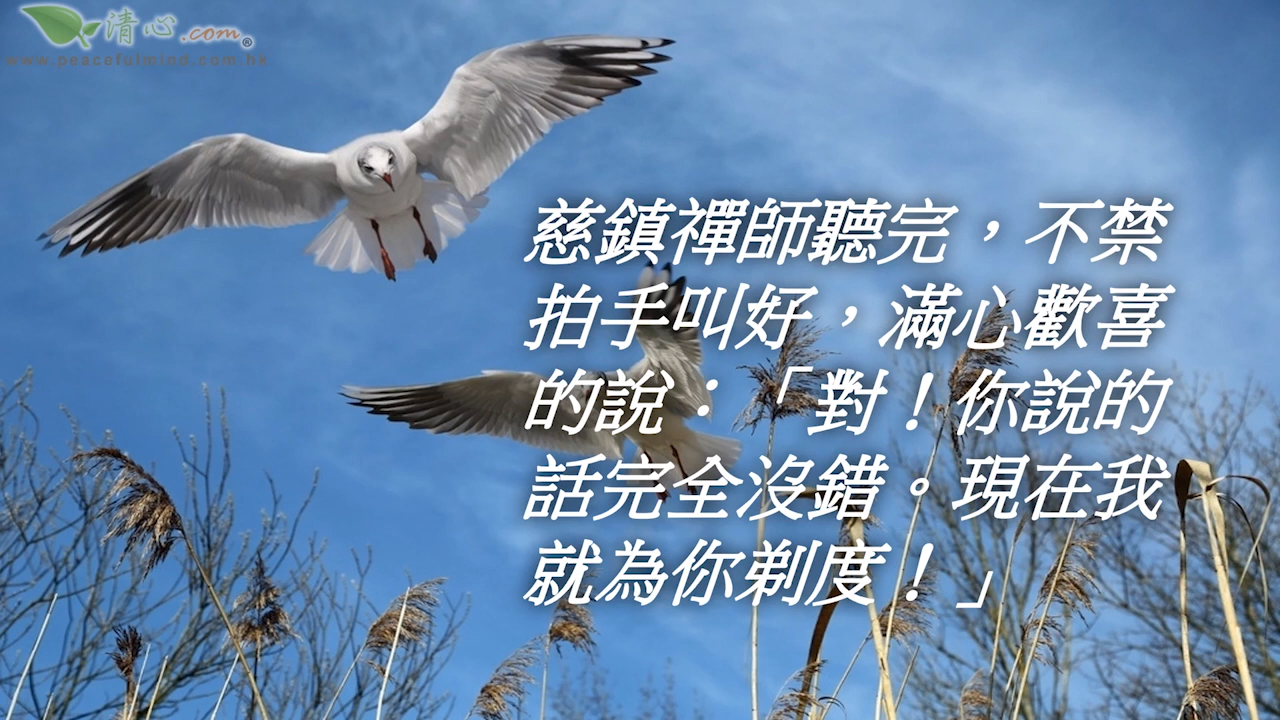 清心.com®
www.peacefulmind.com.hk
慈鎮禪師聽完，不禁
拍手叫好，滿心歡喜
的說：「對！你說的
話完全沒錯。現在我
就為你剃度！」